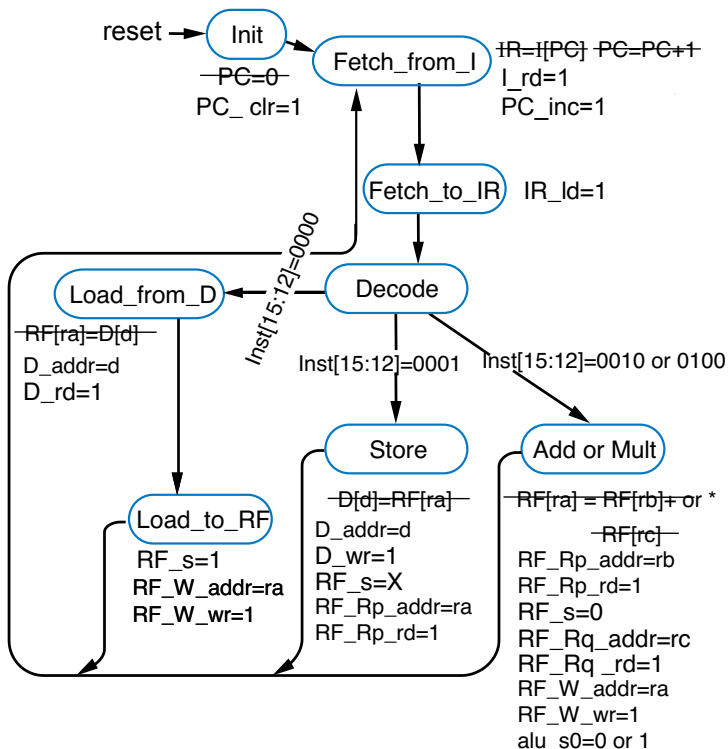 reset
Init
PC=0
PC_ clr=1
Fetch_from_I
IR=I[PC] PC=PC+1
I_rd=1
PC_inc=1
Fetch_to_IR
IR_ld=1
Decode
Inst[15:12]=0000
Inst[15:12]=0001
Inst[15:12]=0010 or 0100
Load_from_D
RF[ra]=D[d]
D_addr=d
D_rd=1
Load_to_RF
RF_s=1
RF_W_addr=ra
RF_W_wr=1
Store
D[d]=RF[ra]
D_addr=d
D_wr=1
RF_s=X
RF_Rp_addr=ra
RF_Rp_rd=1
Add or Mult
RF[ra] = RF[rb]+ or *
RF[rc]
RF_Rp_addr=rb
RF_Rp_rd=1
RF_s=0
RF_Rq_addr=rc
RF_Rq _rd=1
RF_W_addr=ra
RF_W_wr=1
alu_s0=0 or 1